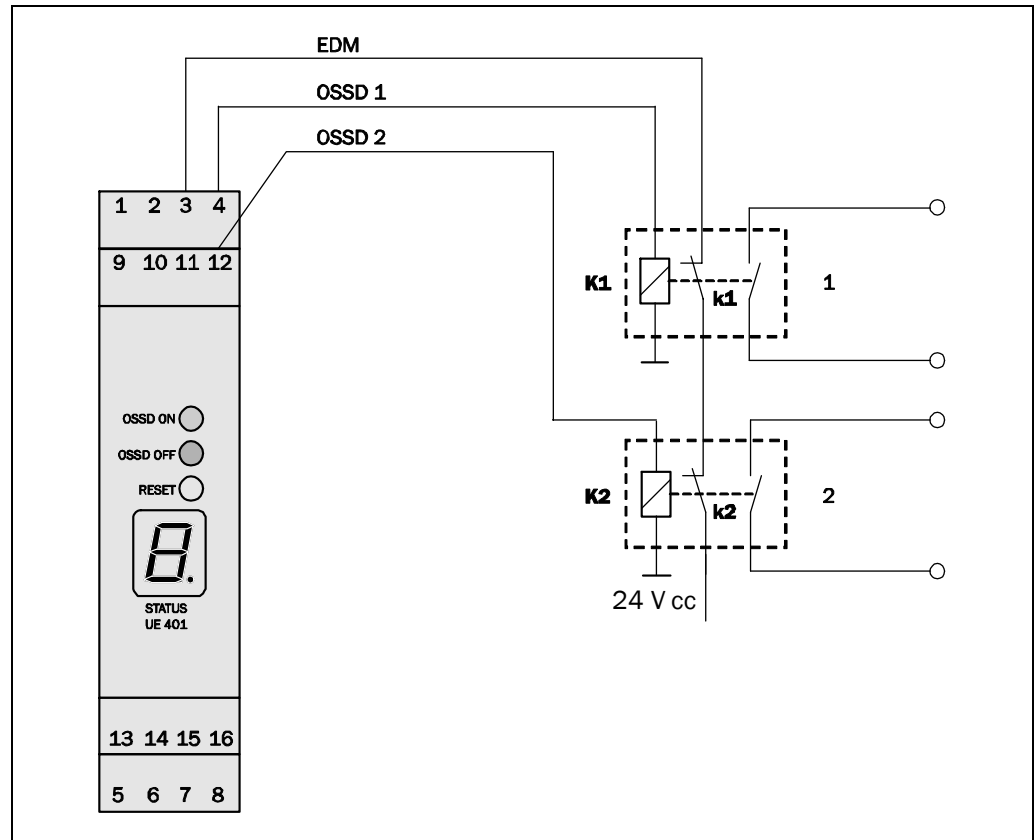 EDM
OSSD 1
OSSD 2
1 2 3 4
9 10 11 12
K1
k1
1
OSSD ON
OSSD OFF
RESET
K2
k2
2
8.
STATUS
UE 401
24 V cc
13 14 15 16
5 6 7 8